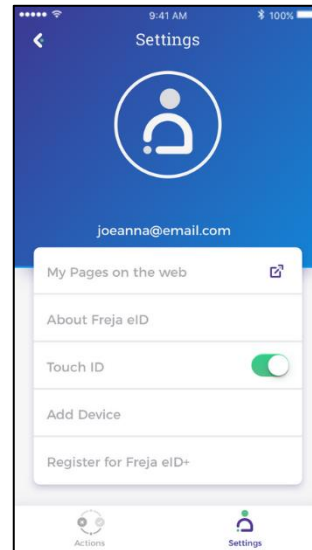 9:41 AM
100%
Settings
joeanna@email.com
My Pages on the web
About Freja eID
Touch ID
Add Device
Register for Freja eID+
Actions
Settings